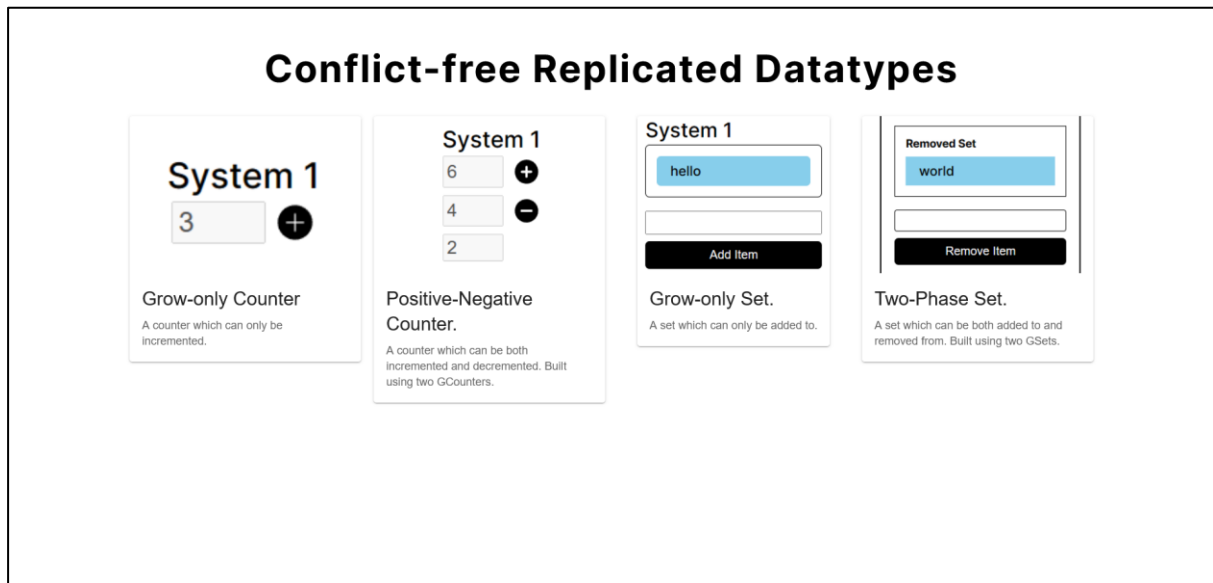 Conflict-free Replicated Datatypes
System 1
3
Grow-only Counter
A counter which can only be
incremented.
System 1
6
4
2
Positive-Negative
Counter.
A counter which can be both
incremented and decremented. Built
using two GCounters.
System 1
hello
Add Item
Grow-only Set.
A set which can only be added to.
Removed Set
world
Remove Item
Two-Phase Set.
A set which can be both added to and
removed from. Built using two GSets.